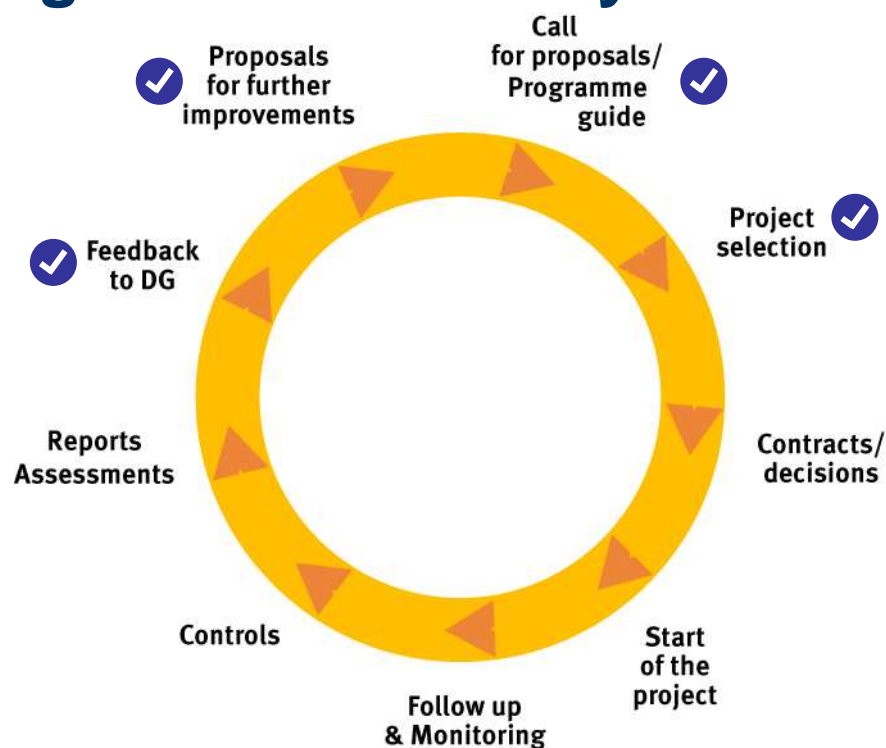 Call
for proposals/
Programme
guide
Project
selection
Contracts/
decisions
Start
of the
project
Follow up
& Monitoring
Controls
Reports
Assessments
Feedback
to DG
Proposals
for further
improvements